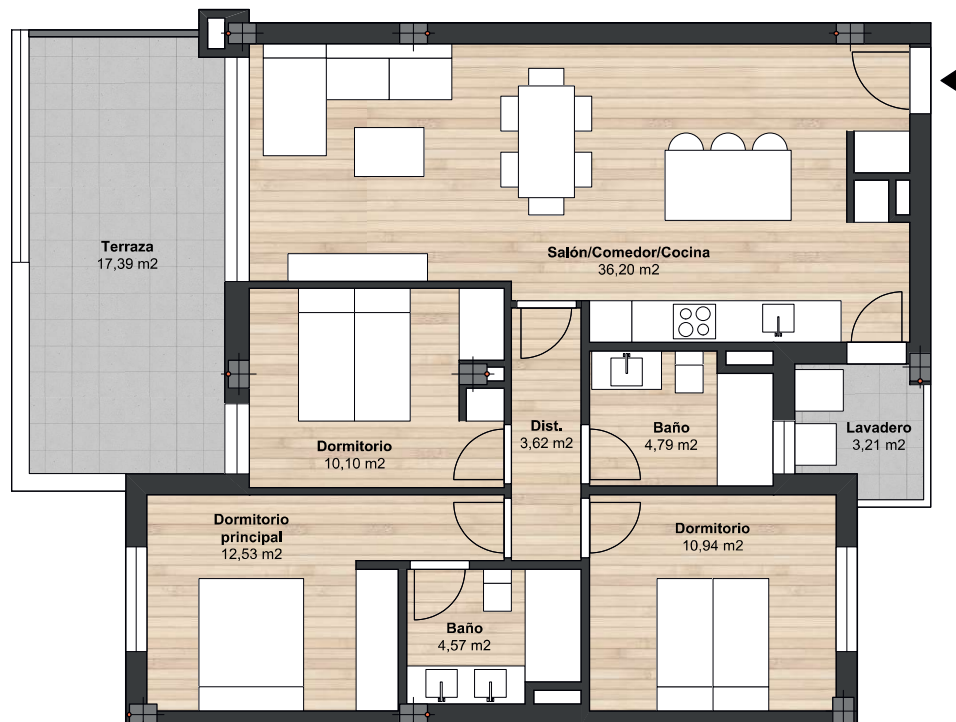 Terraza
17,39 m2
Salón/Comedor/Cocina
36,20 m2
Dormitorio
10,10 m2
Dist.
3,62 m2
Baño
4,79 m2
Lavadero
3,21 m2
Dormitorio
principal
12,53 m2
Dormitorio
10,94 m2
Baño
4,57 m2